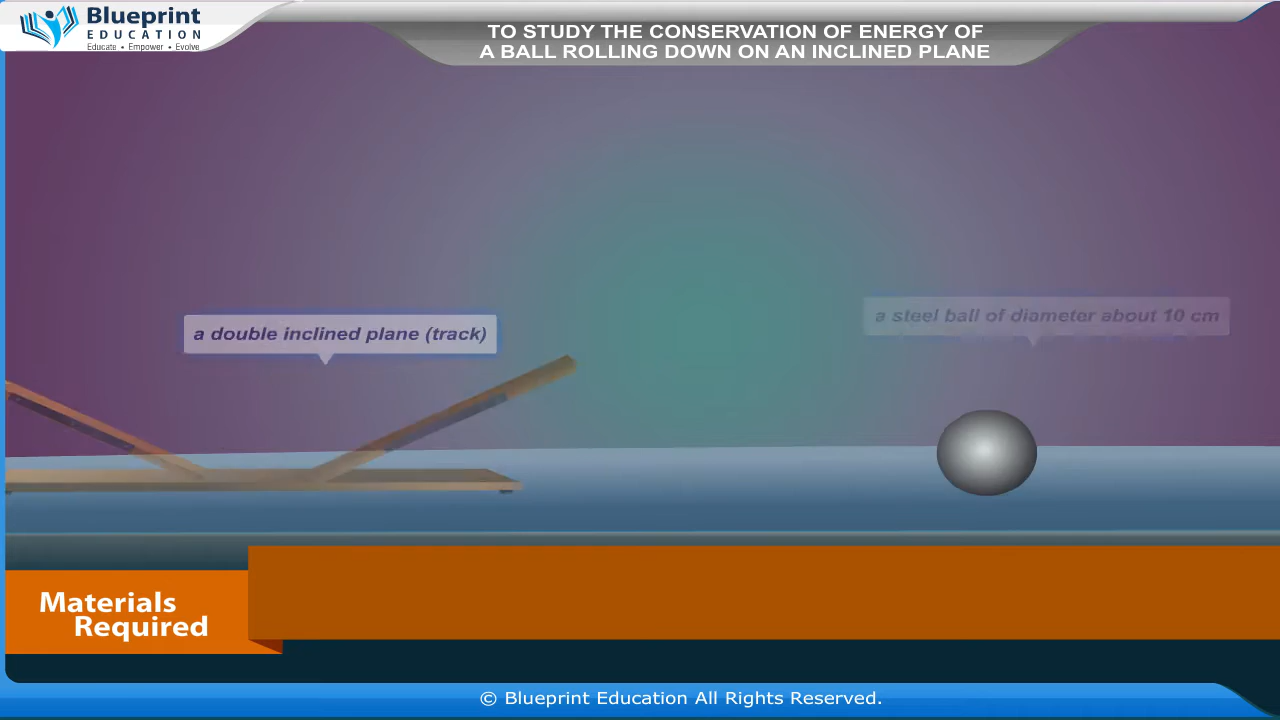 Blueprint
EDUCATION
Educate • Empower • Evolve
TO STUDY THE CONSERVATION OF ENERGY OF
A BALL ROLLING DOWN ON AN INCLINED PLANE
a double inclined plane (track)
a steel ball of diameter about 10 cm
Materials
Required
© Blueprint Education All Rights Reserved.